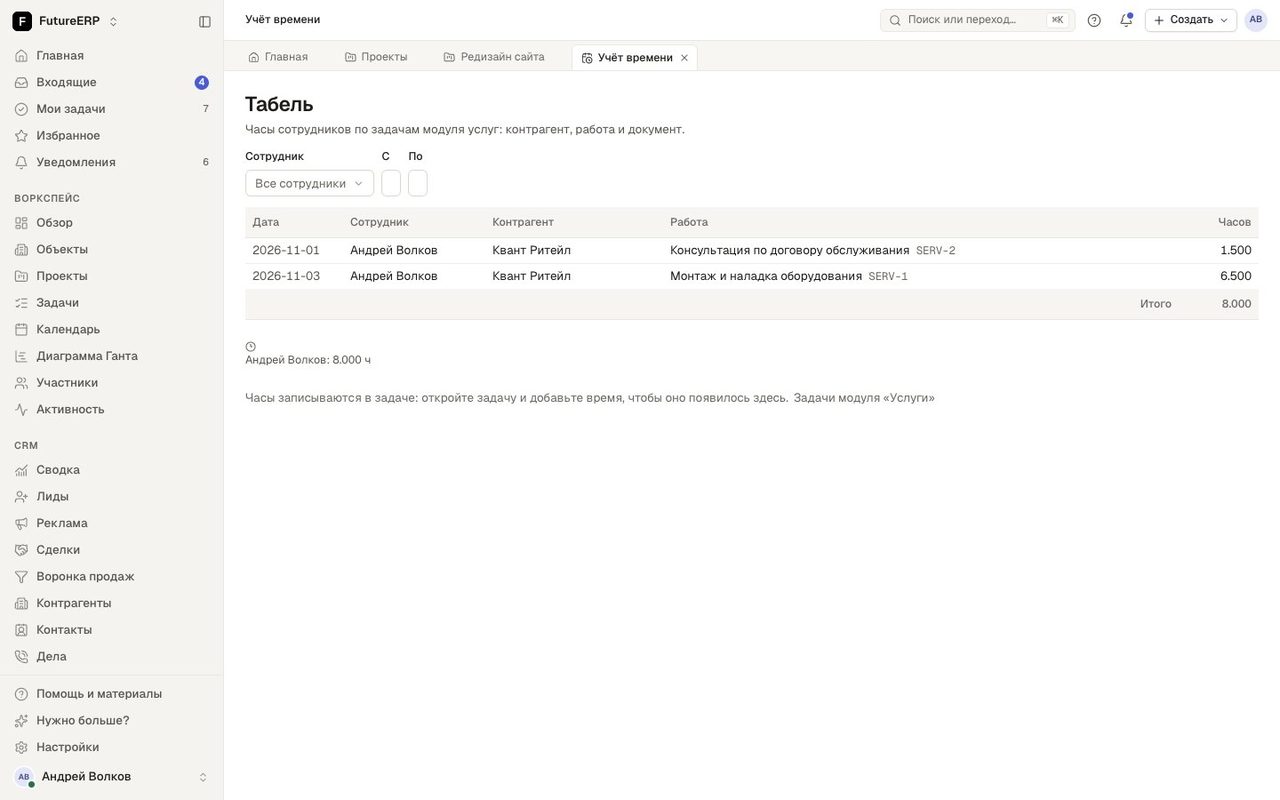 FutureERP
Главная
Входящие 4
Мои задачи 7
Избранное
Уведомления 6
ВОРКСПЕЙС
Обзор
Объекты
Проекты
Задачи
Календарь
Диаграмма Ганта
Участники
Активность
CRM
Сводка
Лиды
Реклама
Сделки
Воронка продаж
Контрагенты
Контакты
Дела
Помощь и материалы
Нужно больше?
Настройки
АВ Андрей Волков
Учёт времени
Поиск или переход... ⌘K
Создать
АВ
Главная Проекты Редизайн сайта Учёт времени
Табель
Часы сотрудников по задачам модуля услуг: контрагент, работа и документ.
Сотрудник С По
Все сотрудники
Дата Сотрудник Контрагент Работа Часов
2026-11-01 Андрей Волков Квант Ритейл Консультация по договору обслуживания SERV-2 1.500
2026-11-03 Андрей Волков Квант Ритейл Монтаж и наладка оборудования SERV-1 6.500
Итого 8.000
Андрей Волков: 8.000 ч
Часы записываются в задаче: откройте задачу и добавьте время, чтобы оно появилось здесь. Задачи модуля «Услуги»